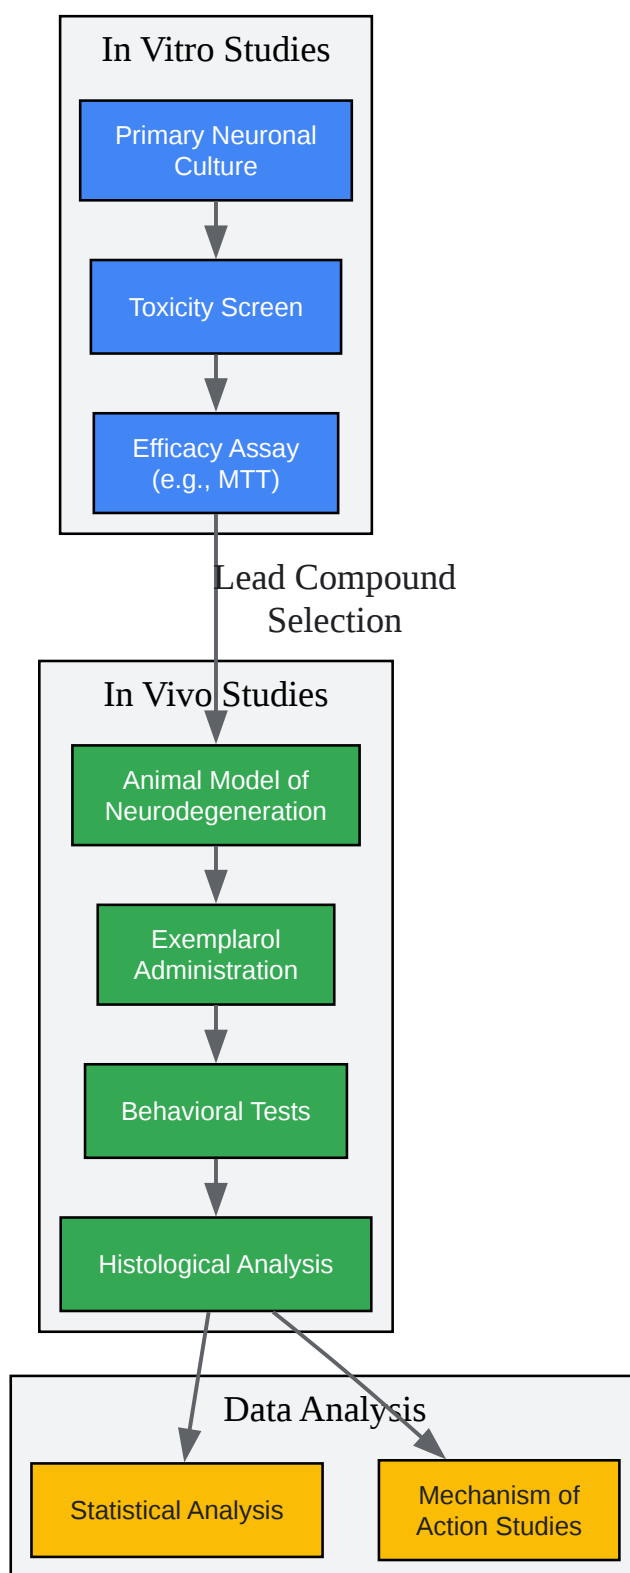 In Vitro Studies
Primary Neuronal
Culture
Toxicity Screen
Efficacy Assay
(e.g., MTT)
Lead Compound
Selection
In Vivo Studies
Animal Model of
Neurodegeneration
Exemplarol
Administration
Behavioral Tests
Histological Analysis
Data Analysis
Statistical Analysis
Mechanism of
Action Studies